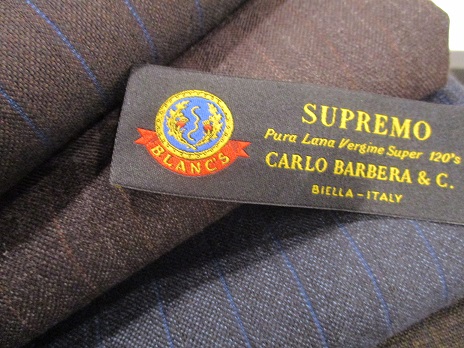 BLANC'S
SUPREMO
Pura Lana Vergine Super 120's
CARLO BARBERA & C.
BIELLA - ITALY